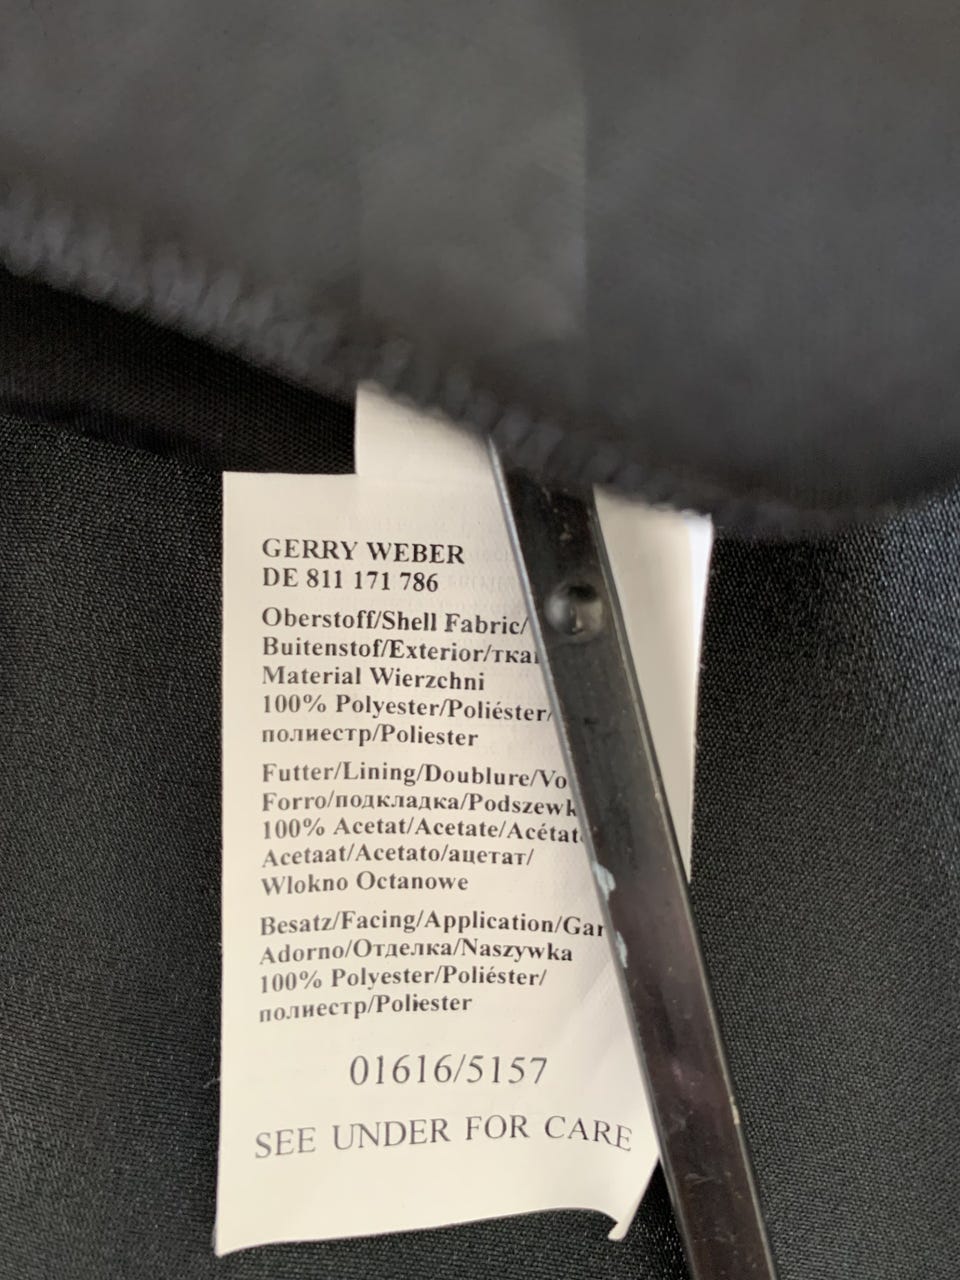 GERRY WEBER
DE 811 171 786
Oberstoff/Shell Fabric/
Buitenstof/Exterior/
Material Wierzchni
100% Polyester/Poliéster/
полиестр/Poliester
Futter/Lining/Doublure/
Forro/подкладка/
100% Acetat/Acetate/
Acetaat/Acetato/ацетат/
Wlokno Octanowe
Besatz/Facing/Application/
Adorno/Отделка/Naszywka
100% Polyester/Poliéster/
полиестр/Poliester
01616/5157
SEE UNDER FOR CARE